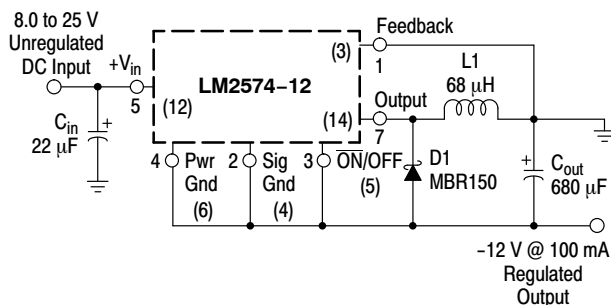 8.0 to 25 V
Unregulated
DC Input
+Vin
5
(12)
Cin
22 µF
+
LM2574–12
(3)
Feedback
1
(14)
Output
7
L1
68 µH
4
Pwr
Gnd
(6)
2
Sig
Gnd
(4)
3
ON/OFF
(5)
D1
MBR150
+
Cout
680 µF
–12 V @ 100 mA
Regulated
Output